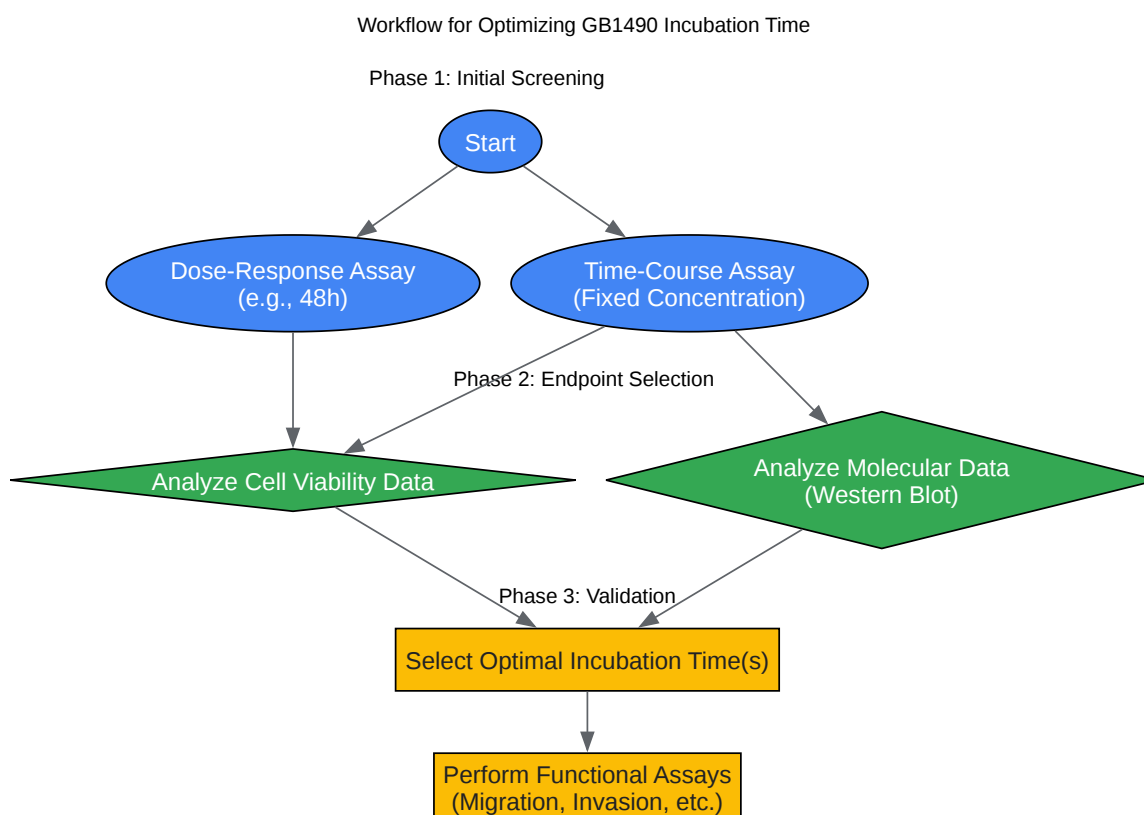 Workflow for Optimizing GB1490 Incubation Time
Phase 1: Initial Screening
Start
Dose-Response Assay
(e.g., 48h)
Time-Course Assay
(Fixed Concentration)
Phase 2: Endpoint Selection
Analyze Cell Viability Data
Analyze Molecular Data
(Western Blot)
Phase 3: Validation
Select Optimal Incubation Time(s)
Perform Functional Assays
(Migration, Invasion, etc.)